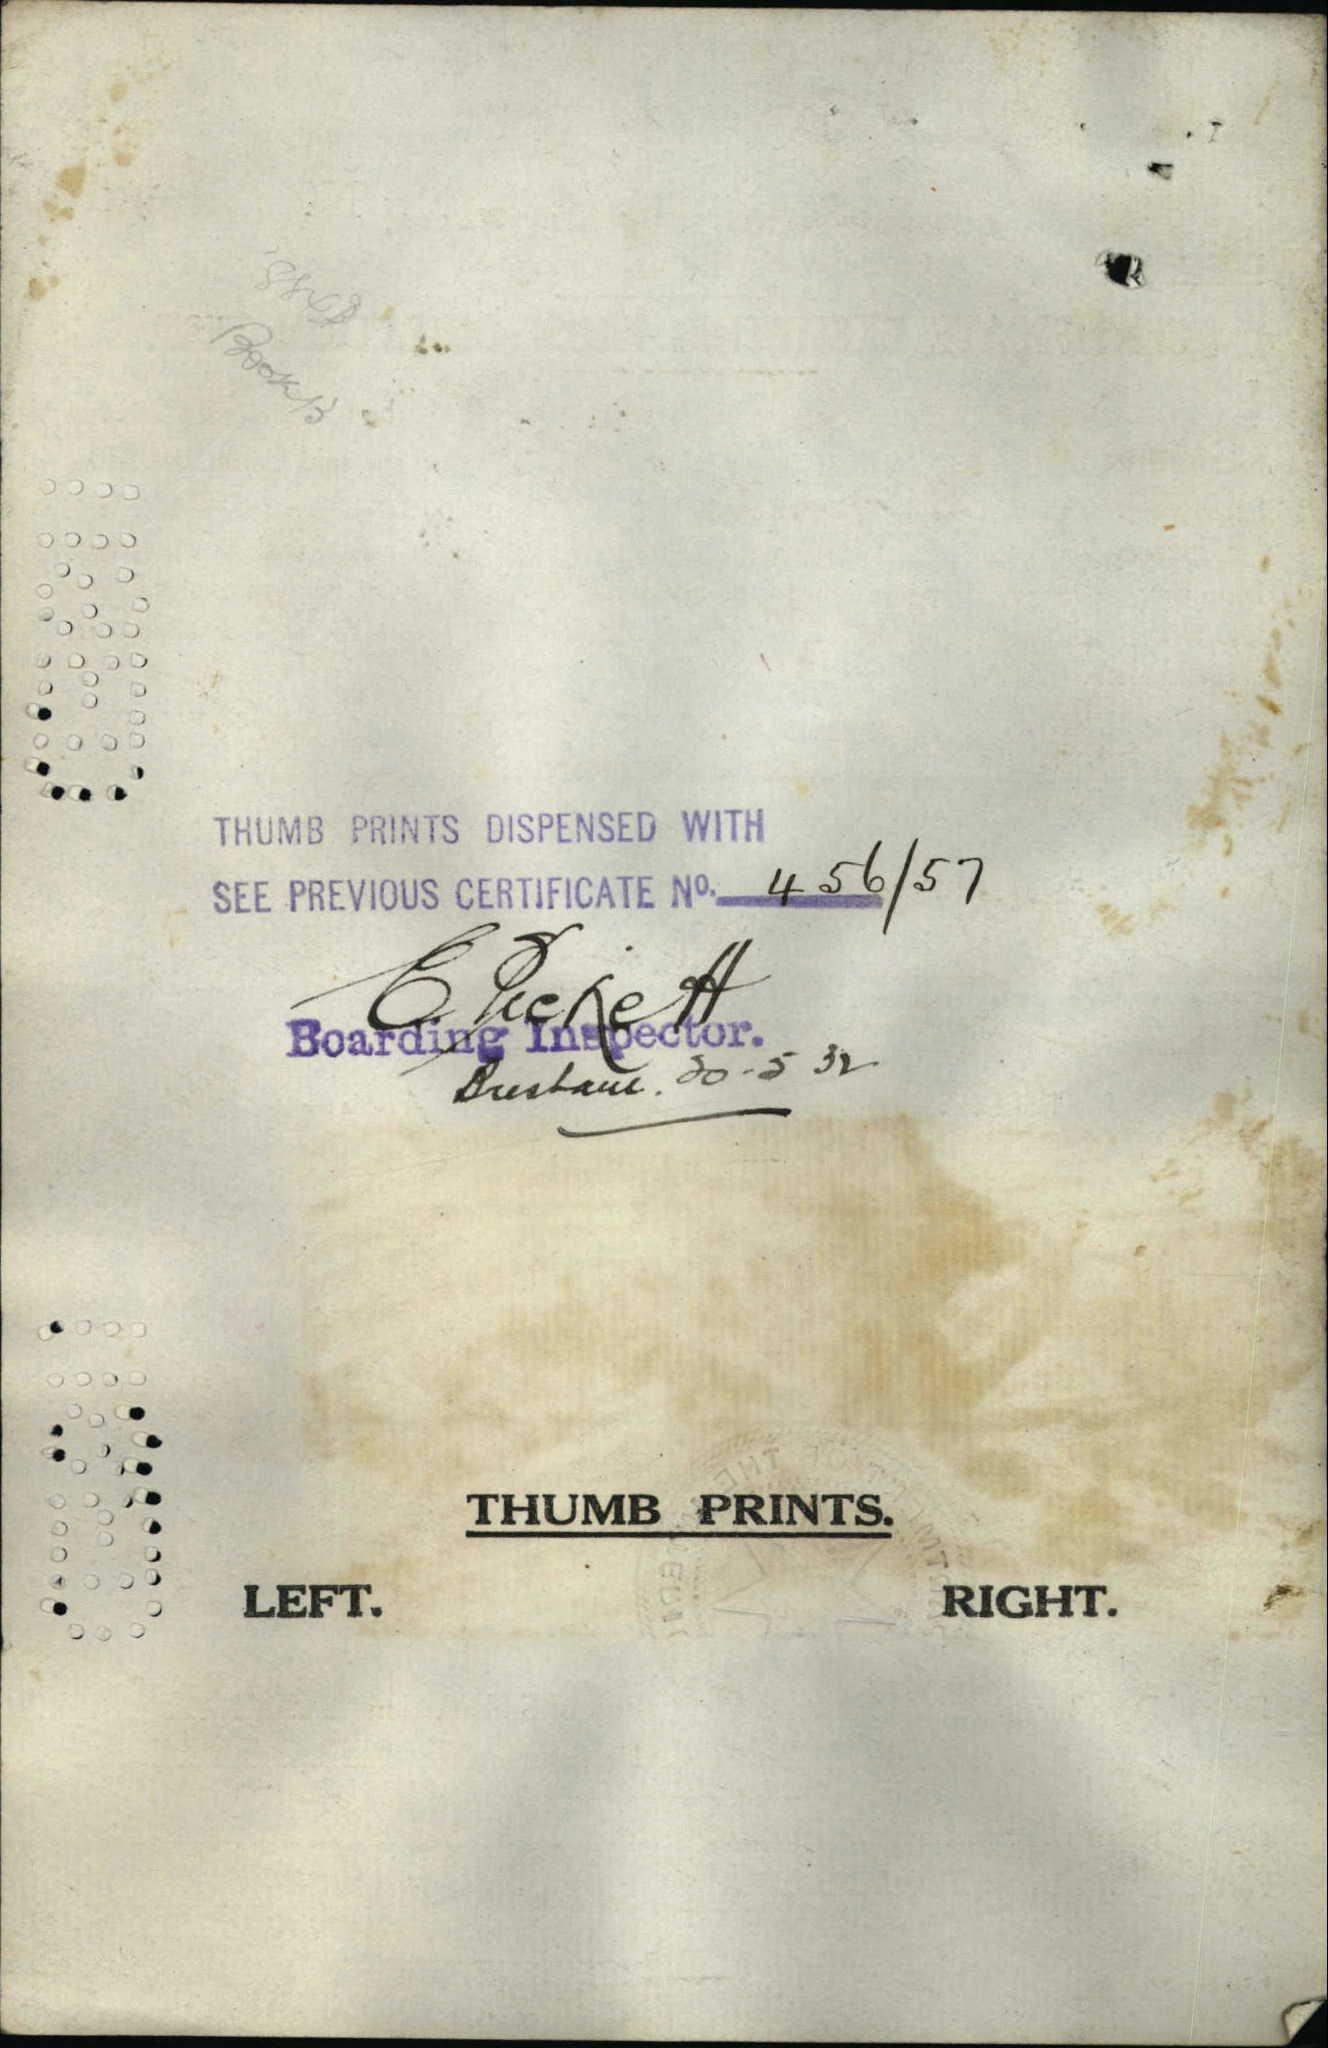 THUMB PRINTS DISPENSED WITH
SEE PREVIOUS CERTIFICATE No. 456/57
Boarding Inspector.
Brisbane. 30-5 32
THUMB PRINTS.
LEFT.
RIGHT.